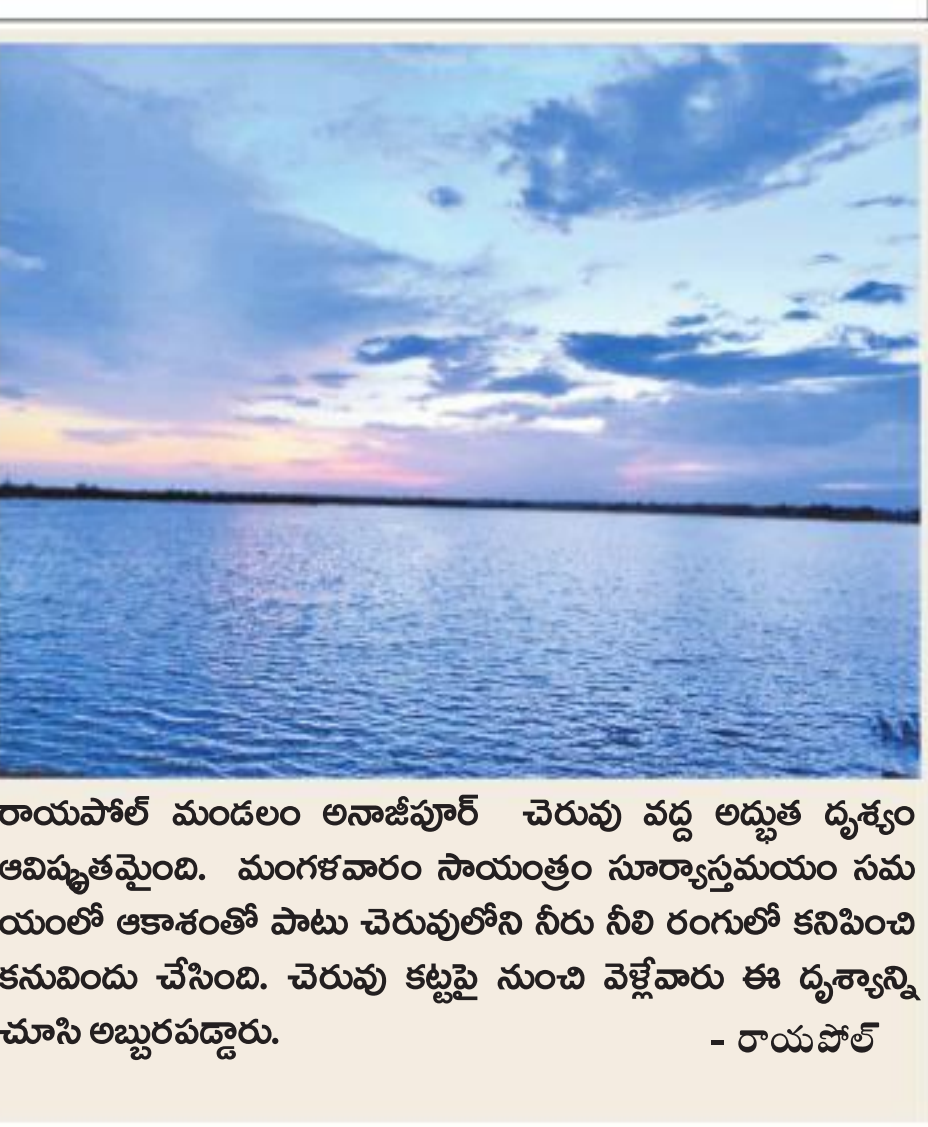 రాయపోల్ మండలం అనాజీపూర్ చెరువు వద్ద అద్భుత దృశ్యం
ఆవిష్కృతమైంది. మంగళవారం సాయంత్రం సూర్యాస్తమయం సమ
యంలో ఆకాశంతో పాటు చెరువులోని నీరు నీలి రంగులో కనిపించి
కనువిందు చేసింది. చెరువు కట్టపై నుంచి వెళ్లేవారు ఈ దృశ్యాన్ని
చూసి అబ్బురపడ్డారు.
- రాయపోల్